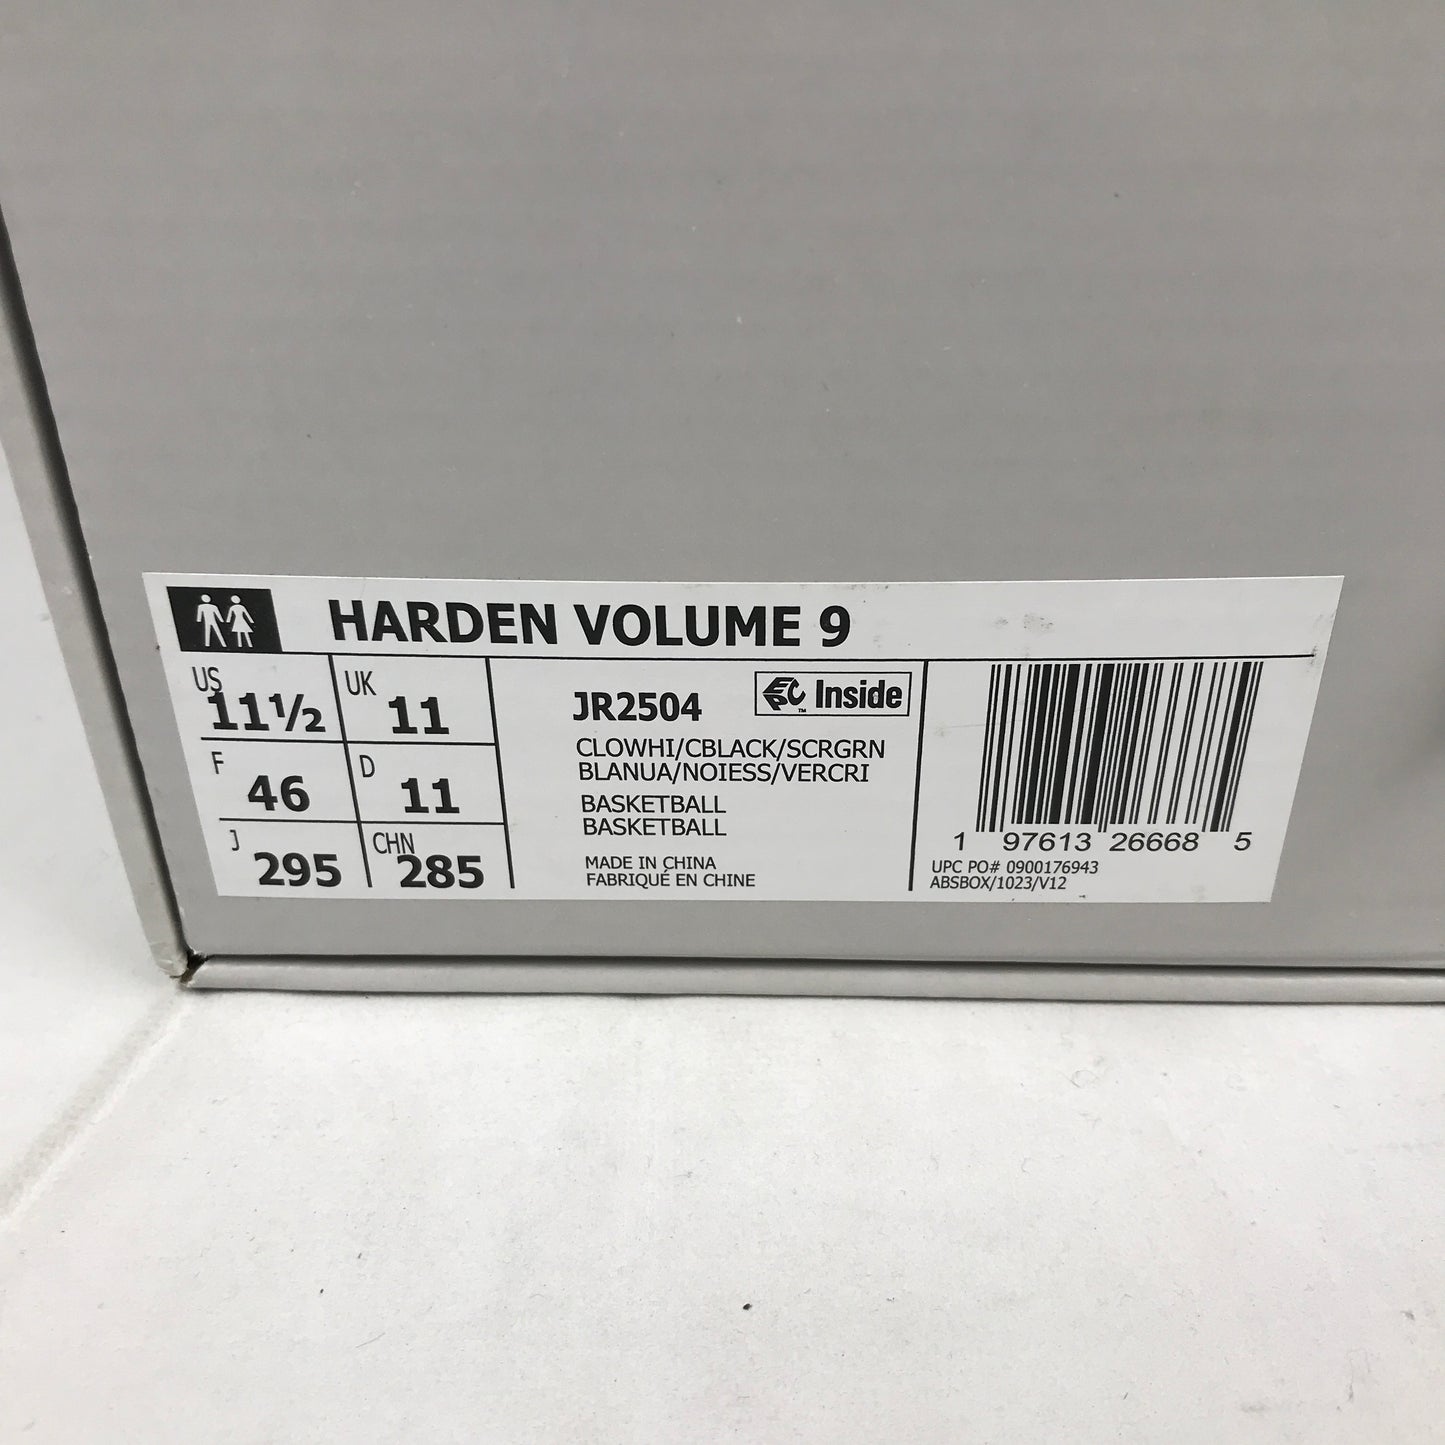 HARDEN VOLUME 9
US 11½ UK 11
F 46 D 11
J 295 CHN 285
JR2504 EPC™ Inside
CLOWHI/CBLACK/SCRGRN
BLANUA/NOIESS/VERCRI
BASKETBALL
BASKETBALL
MADE IN CHINA
FABRIQUÉ EN CHINE
1 97613 26668 5
UPC PO# 0900176943
ABSBOX/1023/V12